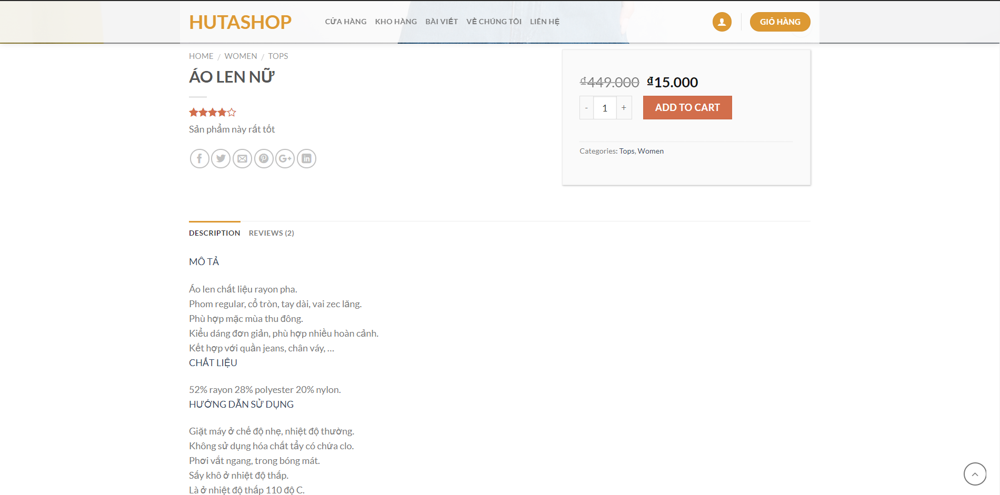 HUTASHOP
CỬA HÀNG KHO HÀNG BÀI VIẾT VỀ CHÚNG TÔI LIÊN HỆ
GIỎ HÀNG
HOME / WOMEN / TOPS
ÁO LEN NỮ
Sản phẩm này rất tốt
₫449.000 ₫15.000
- 1 + ADD TO CART
Categories: Tops, Women
DESCRIPTION REVIEWS (2)
MÔ TẢ
Áo len chất liệu rayon pha.
Phom regular, cổ tròn, tay dài, vai zec lăng.
Phù hợp mặc mùa thu đông.
Kiểu dáng đơn giản, phù hợp nhiều hoàn cảnh.
Kết hợp với quần jeans, chân váy, …
CHẤT LIỆU
52% rayon 28% polyester 20% nylon.
HƯỚNG DẪN SỬ DỤNG
Giặt máy ở chế độ nhẹ, nhiệt độ thường.
Không sử dụng hóa chất tẩy có chứa clo.
Phơi vắt ngang, trong bóng mát.
Sấy khô ở nhiệt độ thấp.
Là ở nhiệt độ thấp 110 độ C.